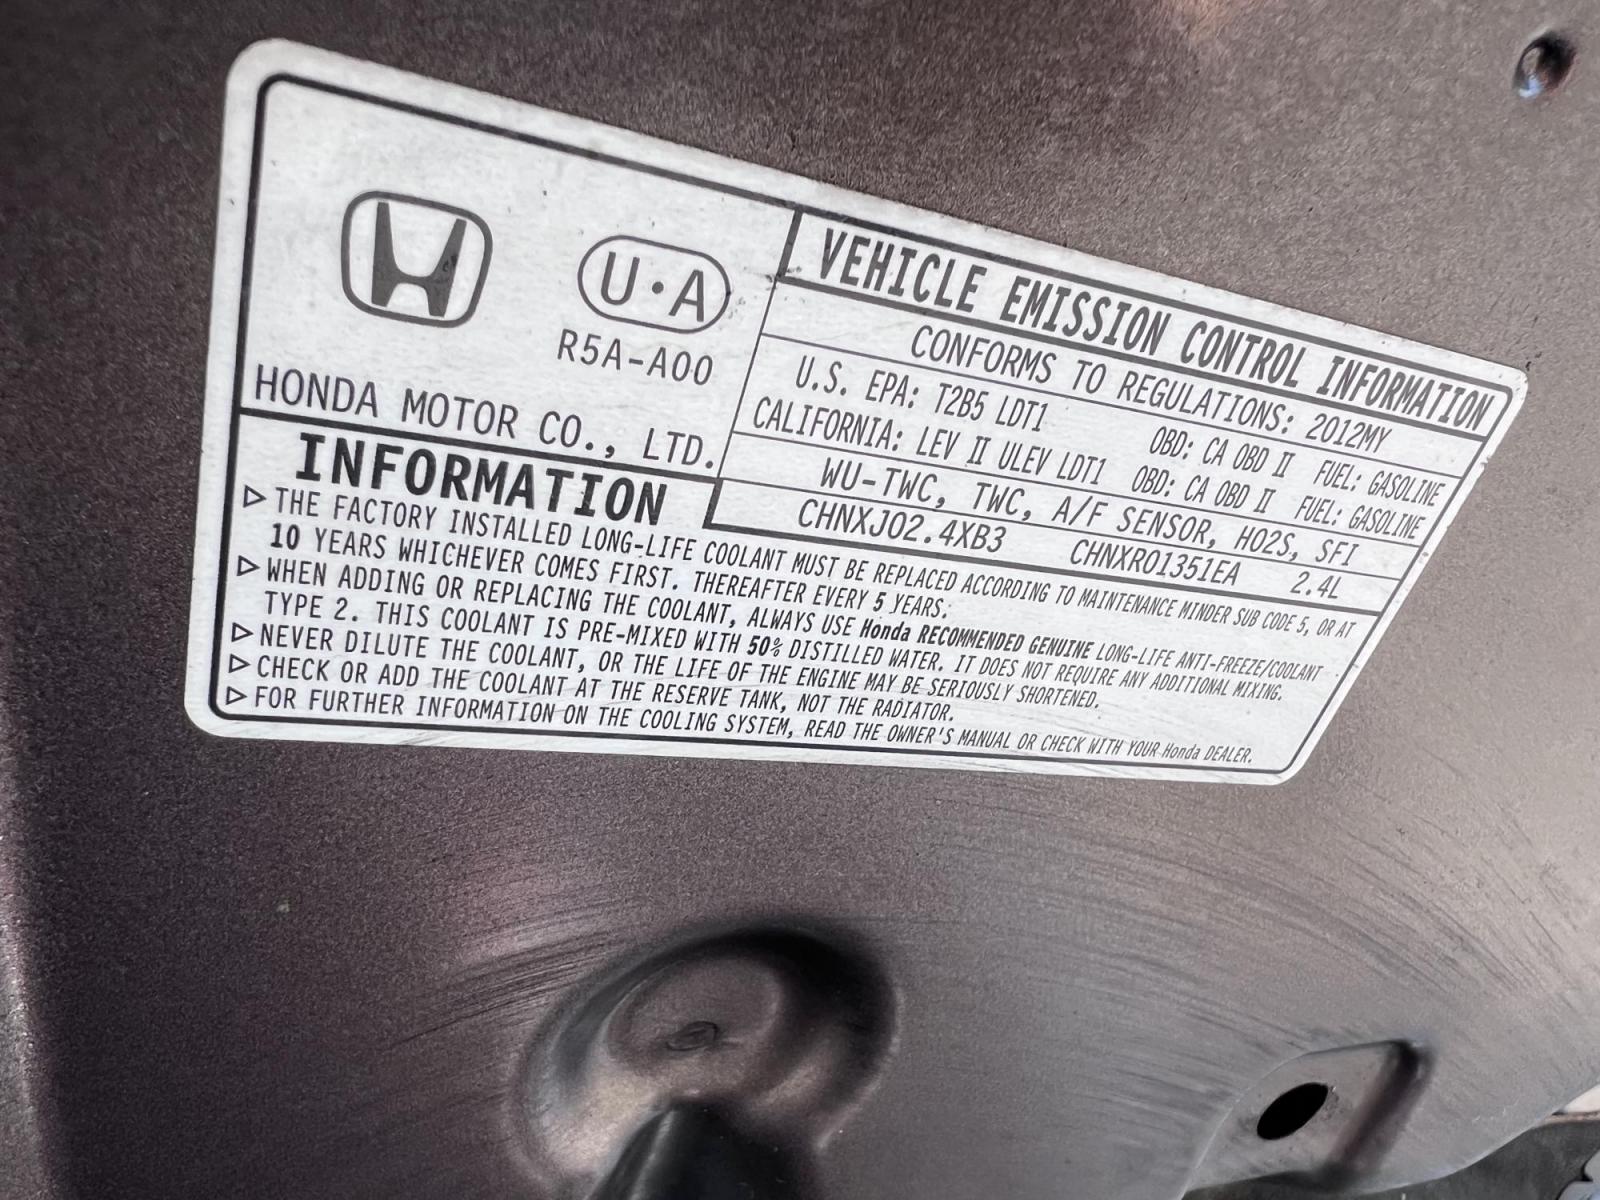 U·A
R5A-A00
HONDA MOTOR CO., LTD.
VEHICLE EMISSION CONTROL INFORMATION
CONFORMS TO REGULATIONS: 2012MY
U.S. EPA: T2B5 LDT1 OBD: CA OBD II FUEL: GASOLINE
CALIFORNIA: LEV II ULEV LDT1 OBD: CA OBD II FUEL: GASOLINE
WU-TWC, TWC, A/F SENSOR, HO2S, SFI
CHNXJ02.4XB3 CHNXR01351EA 2.4L
INFORMATION
▷ THE FACTORY INSTALLED LONG-LIFE COOLANT MUST BE REPLACED ACCORDING TO MAINTENANCE MINDER SUB CODE 5, OR AT
10 YEARS WHICHEVER COMES FIRST. THEREAFTER EVERY 5 YEARS.
▷ WHEN ADDING OR REPLACING THE COOLANT, ALWAYS USE Honda RECOMMENDED GENUINE LONG-LIFE ANTI-FREEZE/COOLANT
TYPE 2. THIS COOLANT IS PRE-MIXED WITH 50% DISTILLED WATER. IT DOES NOT REQUIRE ANY ADDITIONAL MIXING.
▷ NEVER DILUTE THE COOLANT, OR THE LIFE OF THE ENGINE MAY BE SERIOUSLY SHORTENED.
▷ CHECK OR ADD THE COOLANT AT THE RESERVE TANK, NOT THE RADIATOR.
▷ FOR FURTHER INFORMATION ON THE COOLING SYSTEM, READ THE OWNER'S MANUAL OR CHECK WITH YOUR Honda DEALER.